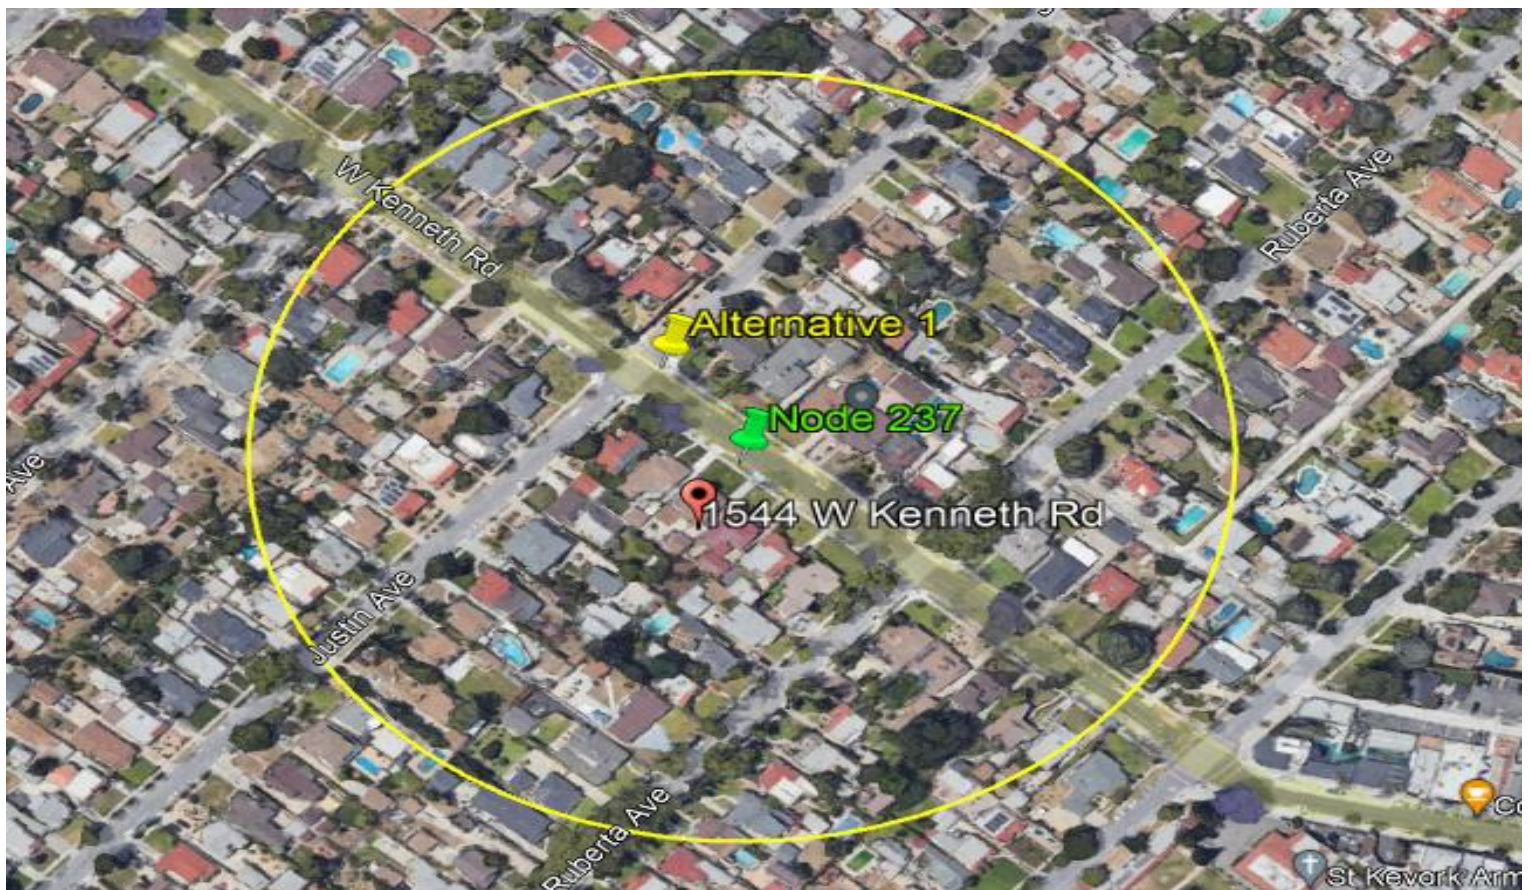 W Kenneth Rd
Ruberta Ave
Alternative 1
Node 237
Ave
1544 W Kenneth Rd
Justin Ave
Ruberta Ave
Co
St Kevork Arm